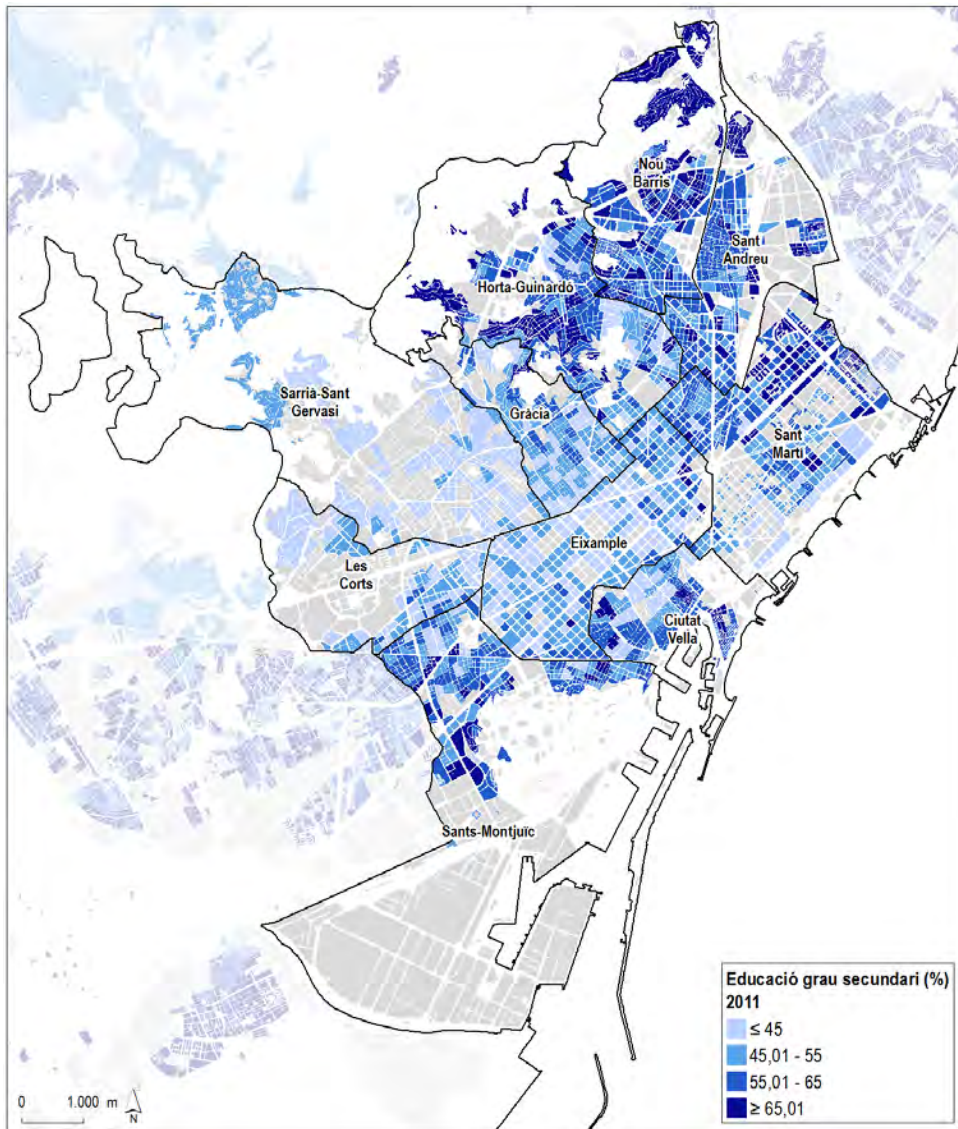 Nou
Barris
Sant
Andreu
Horta-Guinardó
Sarrià-Sant
Gervasi
Gràcia
Sant
Martí
Eixample
Les
Corts
Ciutat
Vella
Sants-Montjuïc
Educació grau secundari (%)
2011
≤ 45
45,01 - 55
55,01 - 65
≥ 65,01
0 1.000 m
N